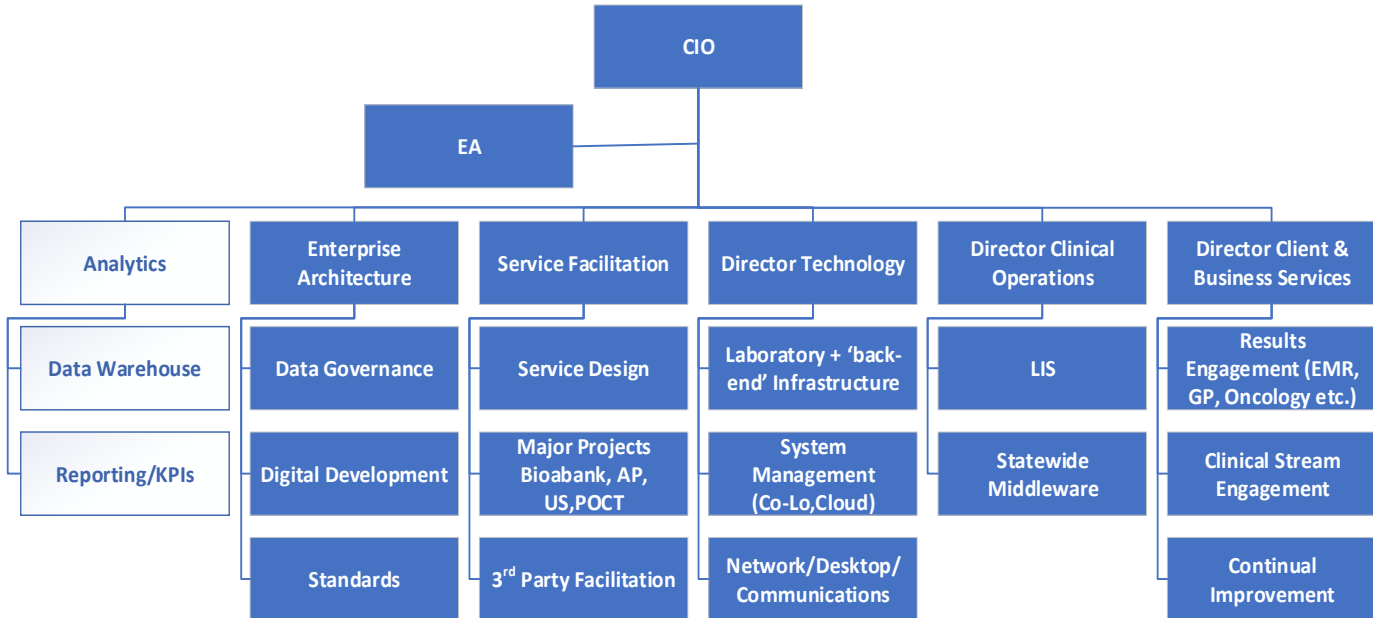 CIO
EA
Analytics
Enterprise
Architecture
Service Facilitation
Director Technology
Director Clinical
Operations
Director Client &
Business Services
Data Warehouse
Data Governance
Service Design
Laboratory + ‘back-
end’ Infrastructure
LIS
Results
Engagement (EMR,
GP, Oncology etc.)
Reporting/KPIs
Digital Development
Major Projects
Bioabank, AP,
US,POCT
System
Management
(Co-Lo,Cloud)
Statewide
Middleware
Clinical Stream
Engagement
Standards
3rd Party Facilitation
Network/Desktop/
Communications
Continual
Improvement